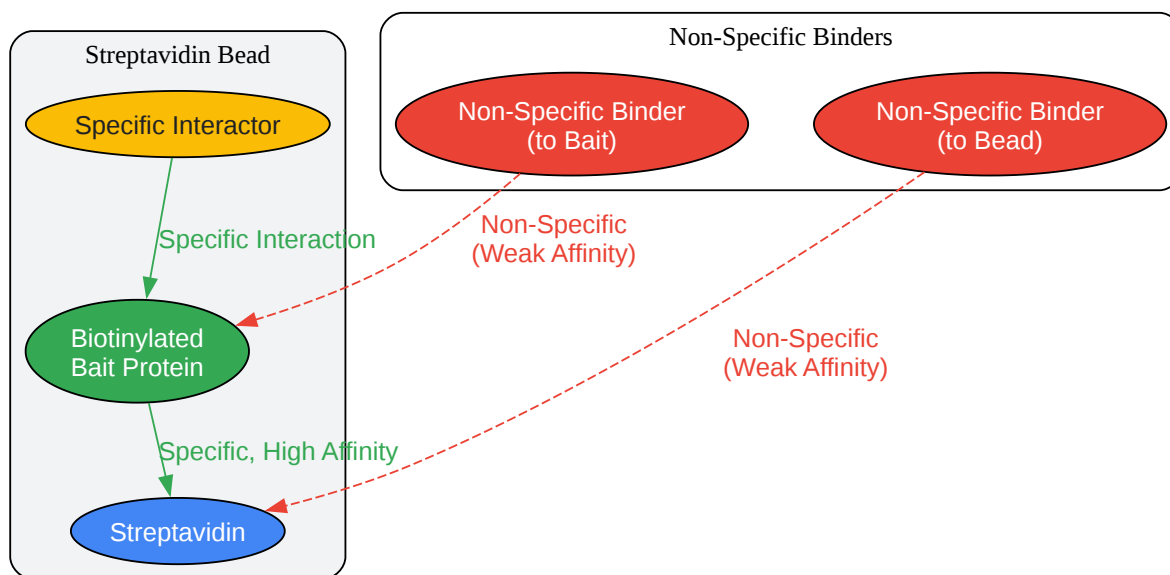 Streptavidin Bead
Specific Interactor
Specific Interaction
Biotinylated
Bait Protein
Specific, High Affinity
Streptavidin
Non-Specific Binders
Non-Specific Binder
(to Bait)
Non-Specific Binder
(to Bead)
Non-Specific
(Weak Affinity)
Non-Specific
(Weak Affinity)